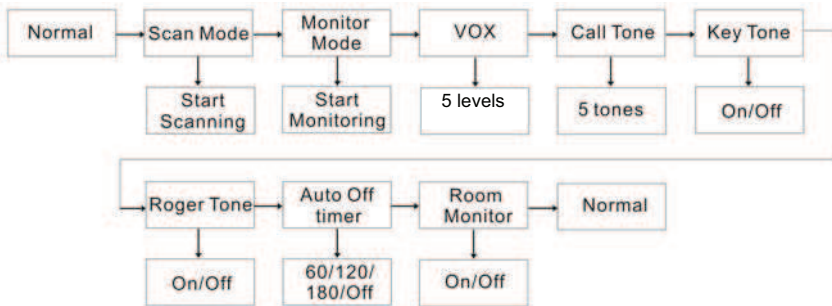 Normal
Scan Mode
Monitor
Mode
VOX
Call Tone
Key Tone
Start
Scanning
Start
Monitoring
5 levels
5 tones
On/Off
Roger Tone
Auto Off
timer
Room
Monitor
Normal
On/Off
60/120/
180/Off
On/Off